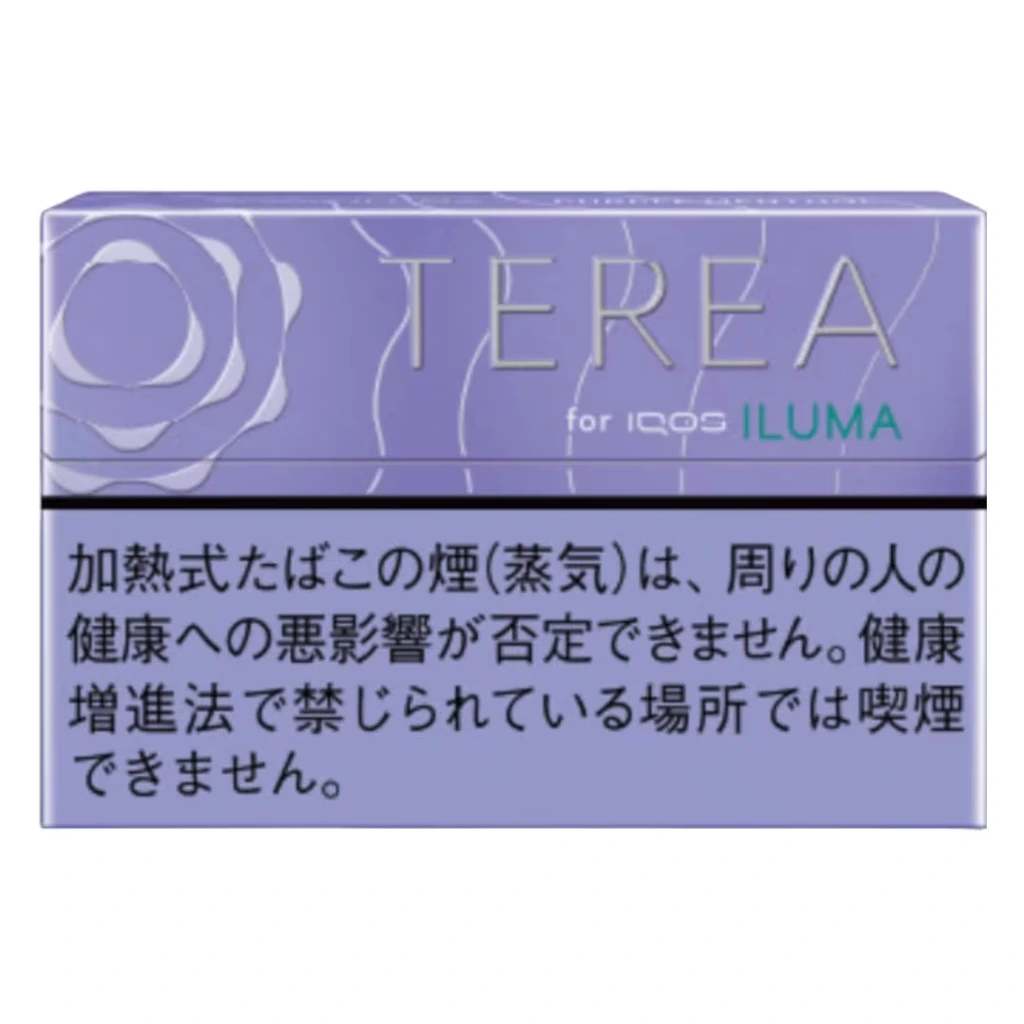 PURPLE MENTHOL
TEREA
for IQOS ILUMA
加熱式たばこの煙(蒸気)は、周りの人の
健康への悪影響が否定できません。健康
増進法で禁じられている場所では喫煙
できません。